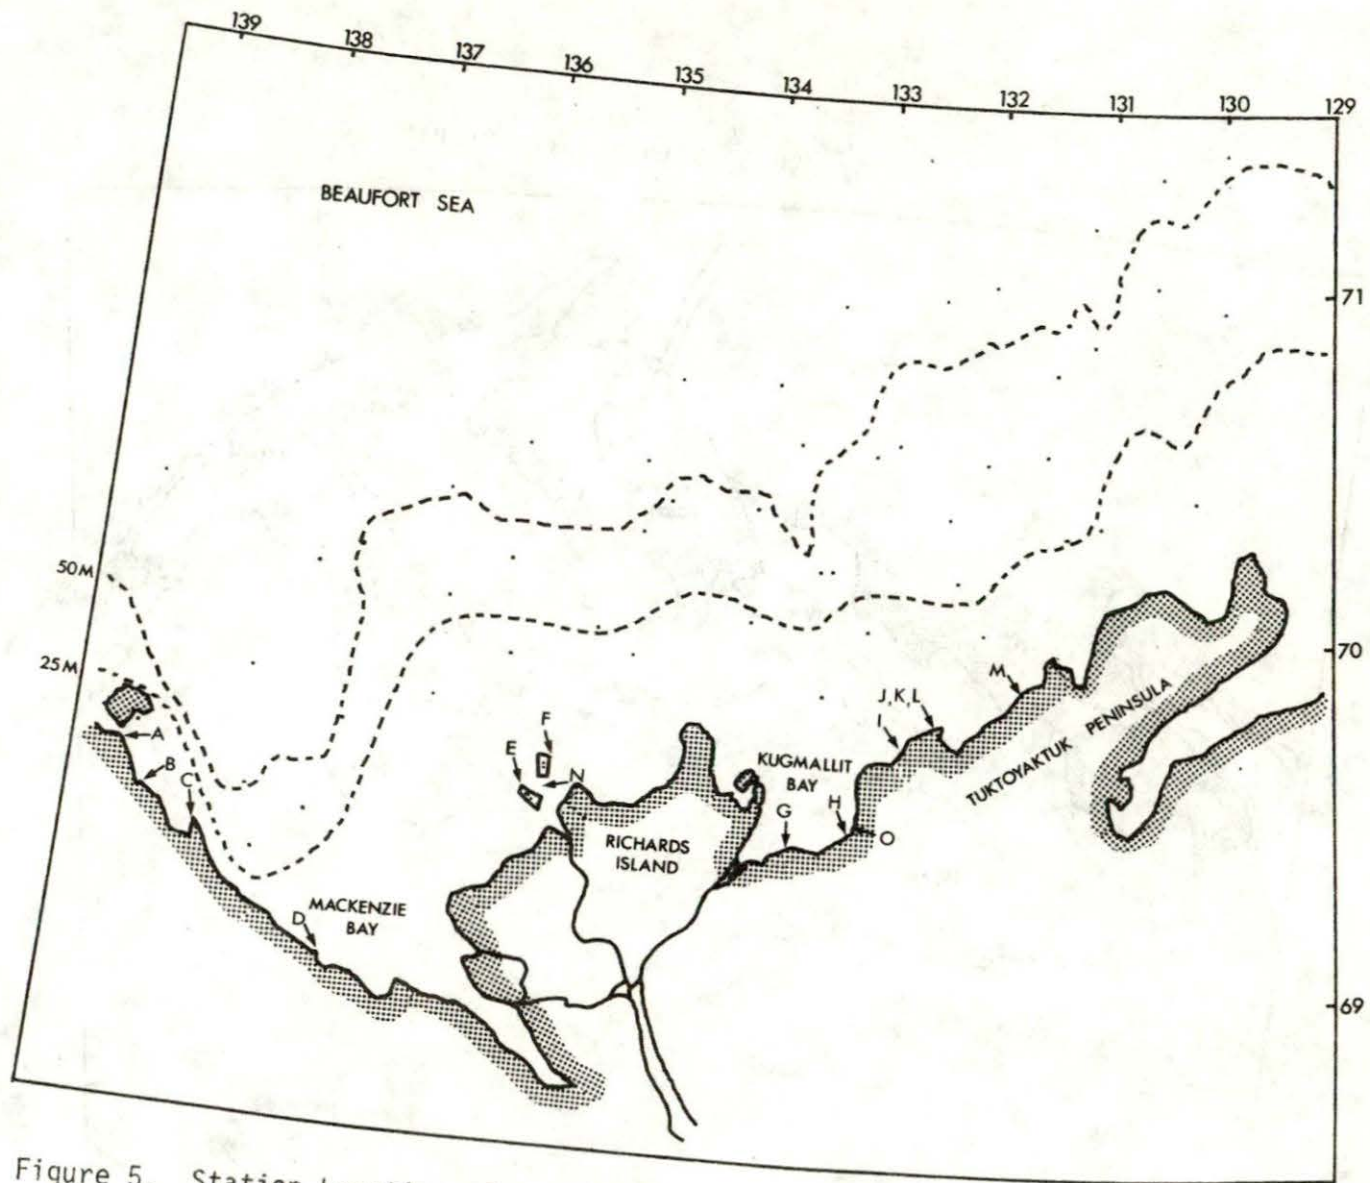 139
138
137
136
135
134
133
132
131
130
129
BEAUFORT SEA
71
50M
25M
70
A
B
C
D
MACKENZIE
BAY
E
F
N
RICHARDS
ISLAND
KUGMALLIT
BAY
G
H
O
I
J,K,L
M
TUKTOYAKTUK PENINSULA
69
Figure 5. Station